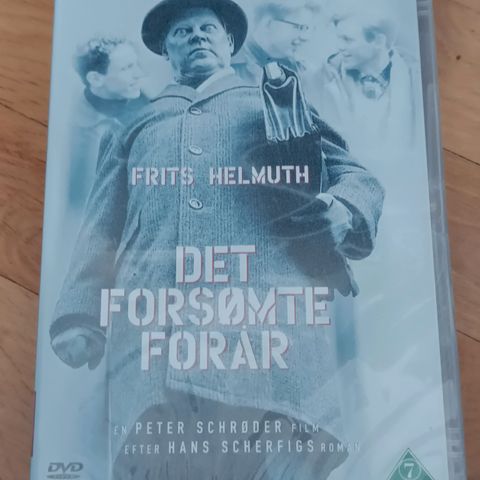 FRITS HELMUTH
DET
FORSØMTE
FORÅR
EN PETER SCHRØDER FILM
EFTER HANS SCHERFIGS ROMAN
DVD
7